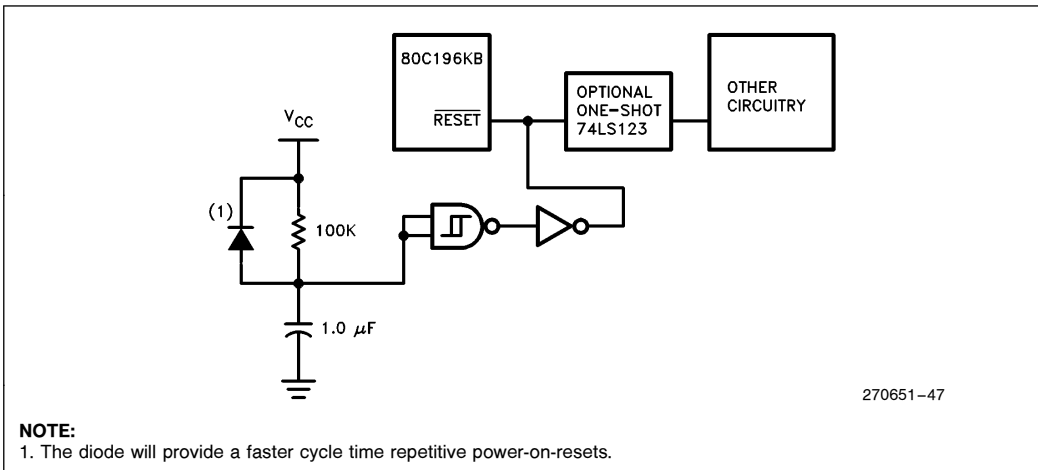 80C196KB
RESET
OPTIONAL
ONE-SHOT
74LS123
OTHER
CIRCUITRY
VCC
(1)
100K
1.0 μF
270651–47
NOTE:
1. The diode will provide a faster cycle time repetitive power-on-resets.